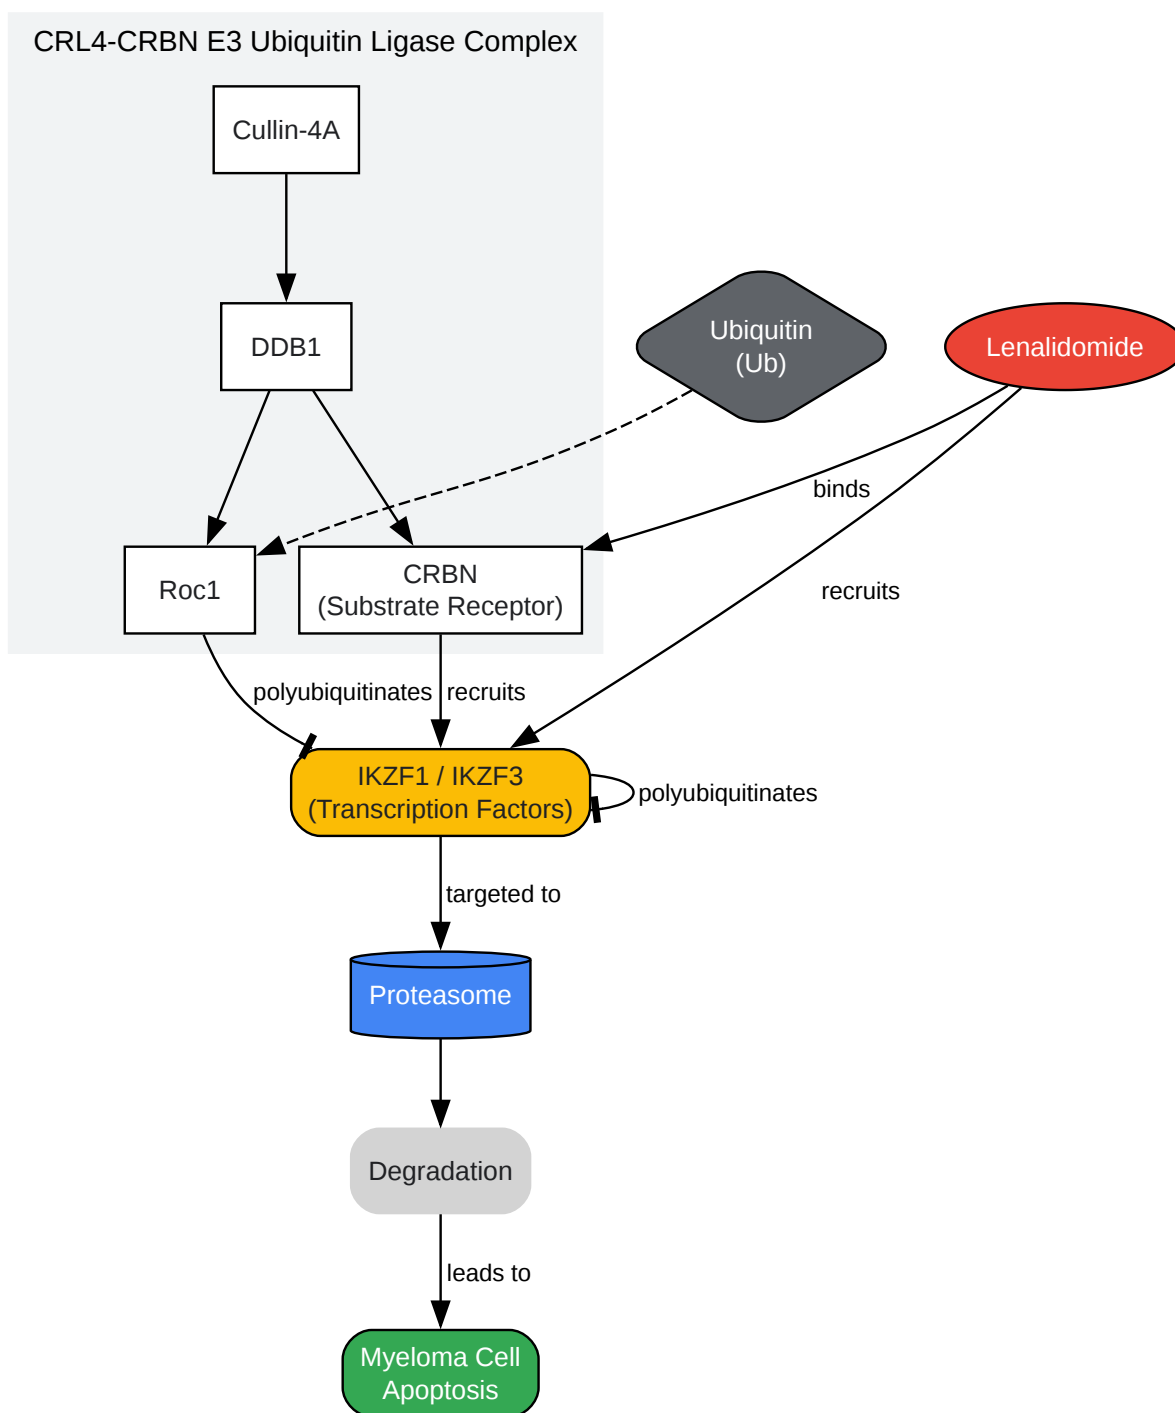 CRL4-CRBN E3 Ubiquitin Ligase Complex
Cullin-4A
DDB1
Ubiquitin
(Ub)
Lenalidomide
binds
Roc1
CRBN
(Substrate Receptor)
recruits
polyubiquitinates
recruits
IKZF1 / IKZF3
(Transcription Factors)
polyubiquitinates
targeted to
Proteasome
Degradation
leads to
Myeloma Cell
Apoptosis